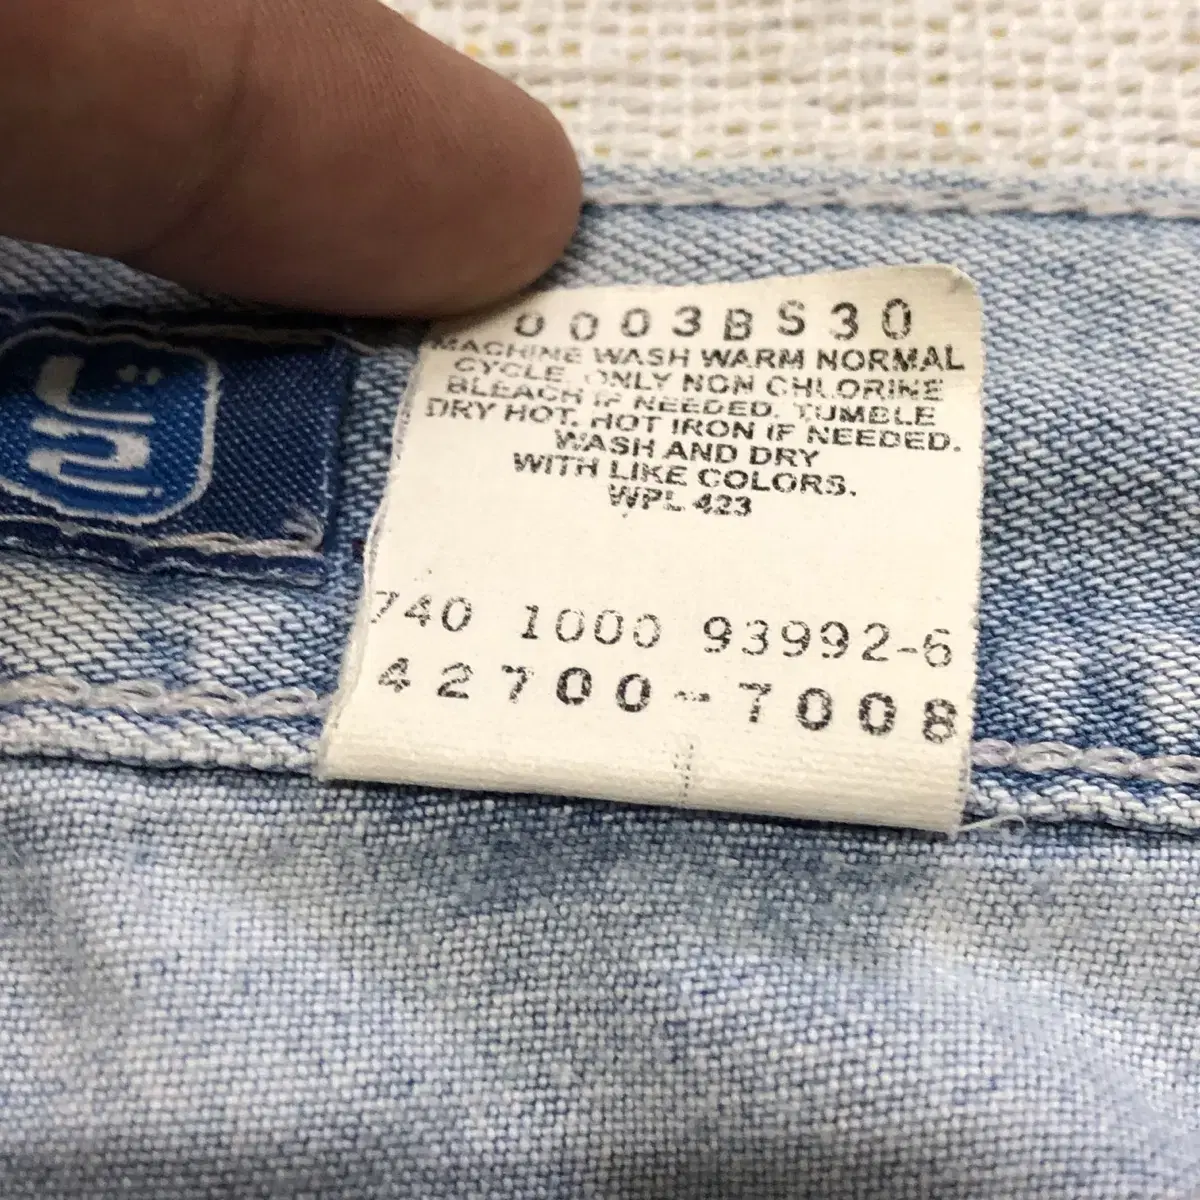 0003BS30
MACHINE WASH WARM NORMAL
CYCLE. ONLY NON CHLORINE
BLEACH IF NEEDED. TUMBLE
DRY HOT. HOT IRON IF NEEDED.
WASH AND DRY
WITH LIKE COLORS.
WPL 423
740 1000 93992-6
42700-7008